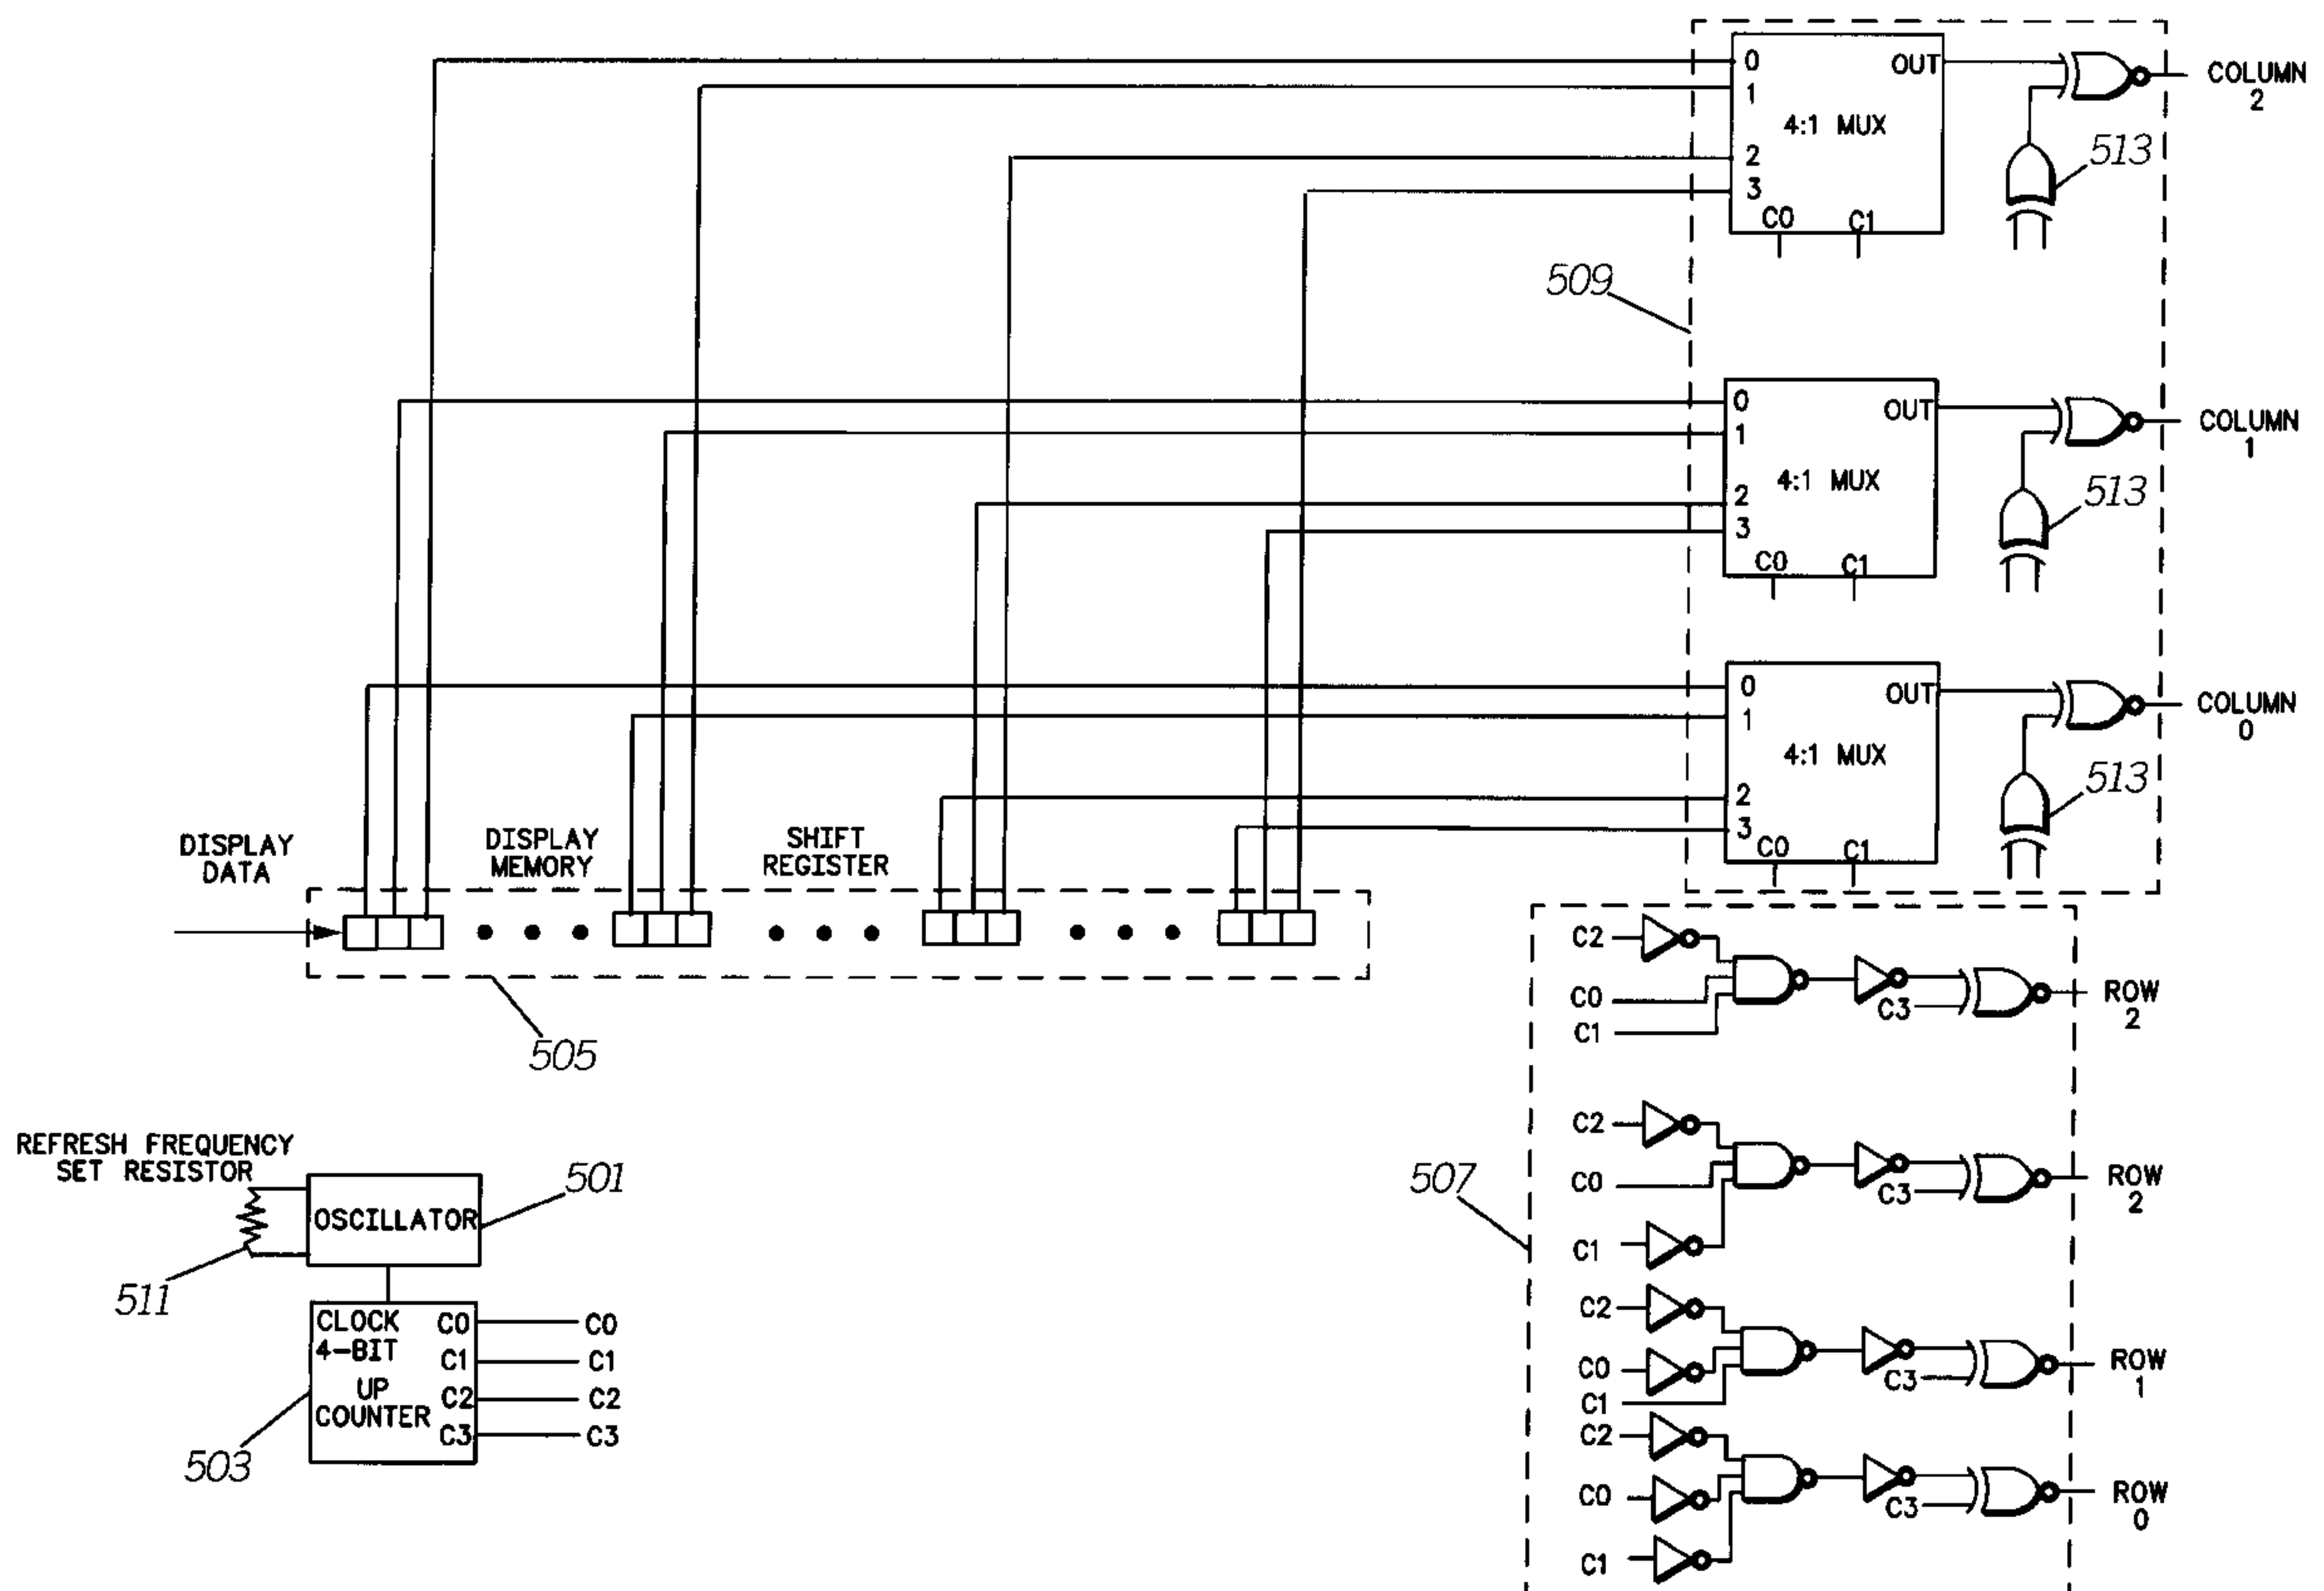 0
OUT
1
4:1 MUX
2
3
C0
C1
COLUMN
2
513
509
0
OUT
1
4:1 MUX
2
3
C0
C1
COLUMN
1
513
0
OUT
1
4:1 MUX
2
3
C0
C1
COLUMN
0
513
DISPLAY
DATA
DISPLAY
MEMORY
SHIFT
REGISTER
505
C2
C0
C1
C3
ROW
2
507
C2
C0
C1
C3
ROW
2
C2
C0
C1
C3
ROW
1
C2
C0
C1
C3
ROW
0
REFRESH FREQUENCY
SET RESISTOR
OSCILLATOR
501
511
CLOCK
4-BIT
UP
COUNTER
C0
C0
C1
C1
C2
C2
C3
C3
503